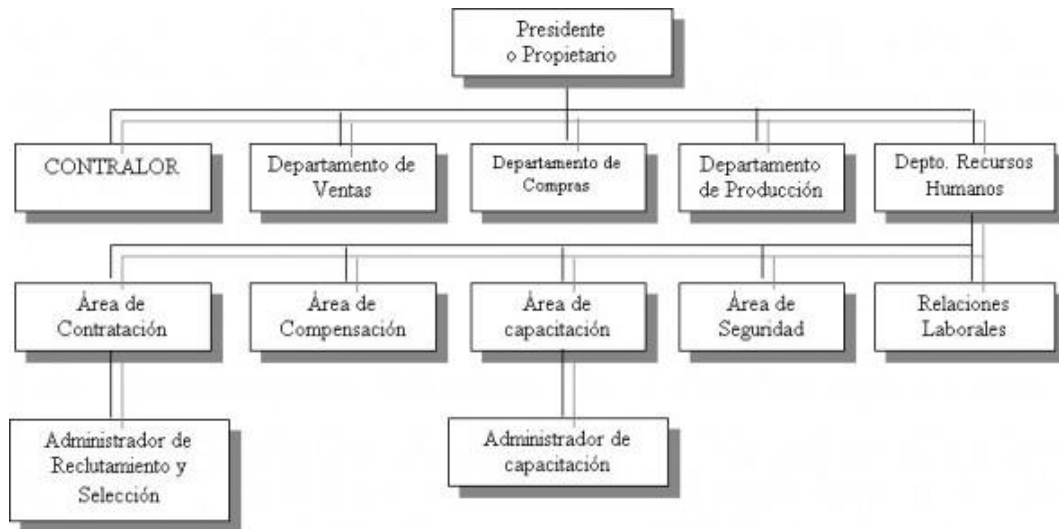 Presidente
o Propietario
CONTRALOR
Departamento de
Ventas
Departamento de
Compras
Departamento
de Producción
Depto. Recursos
Humanos
Área de
Contratación
Área de
Compensación
Área de
capacitación
Área de
Seguridad
Relaciones
Laborales
Administrador de
Reclutamiento y
Selección
Administrador de
capacitación